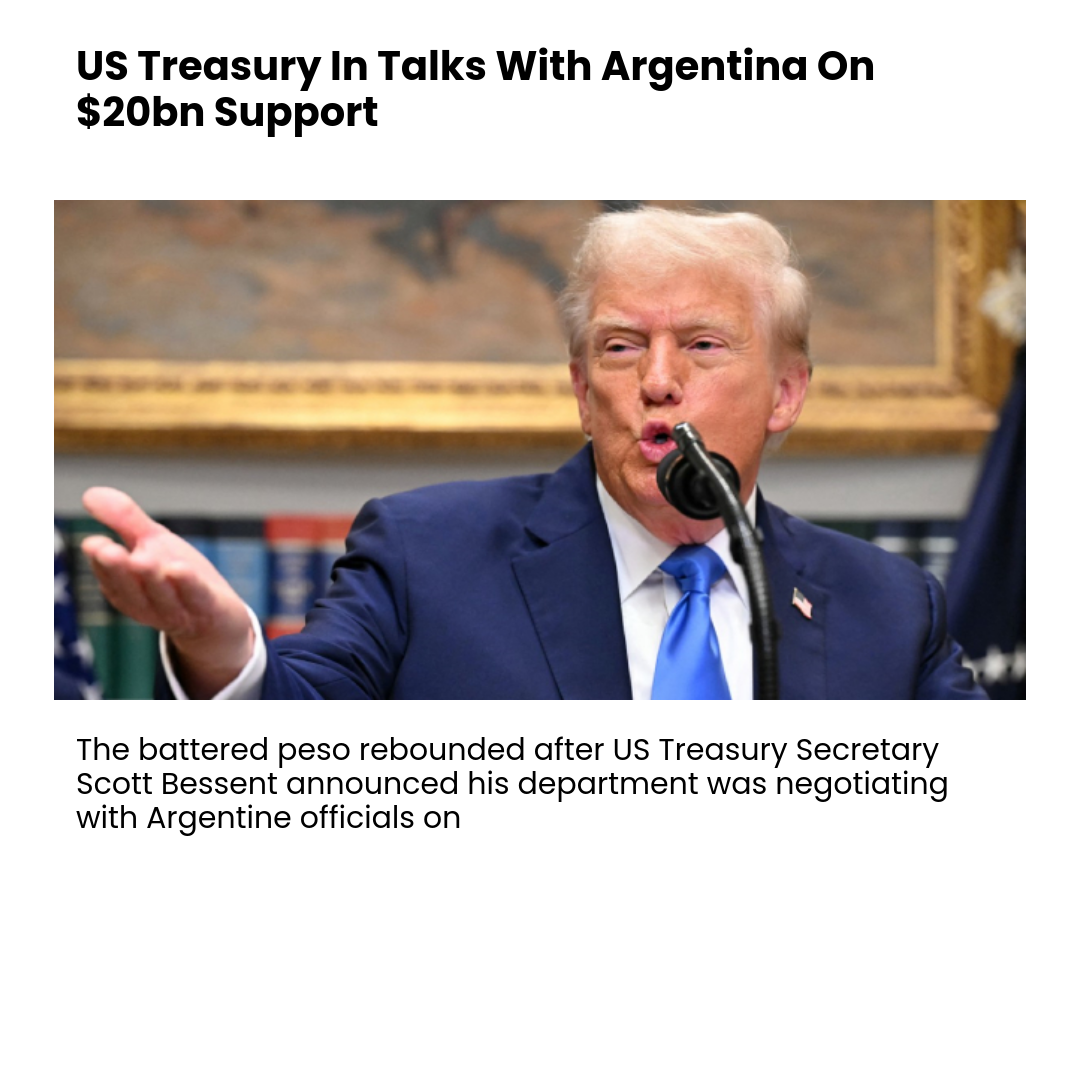 US Treasury In Talks With Argentina On
$20bn Support
The battered peso rebounded after US Treasury Secretary
Scott Bessent announced his department was negotiating
with Argentine officials on